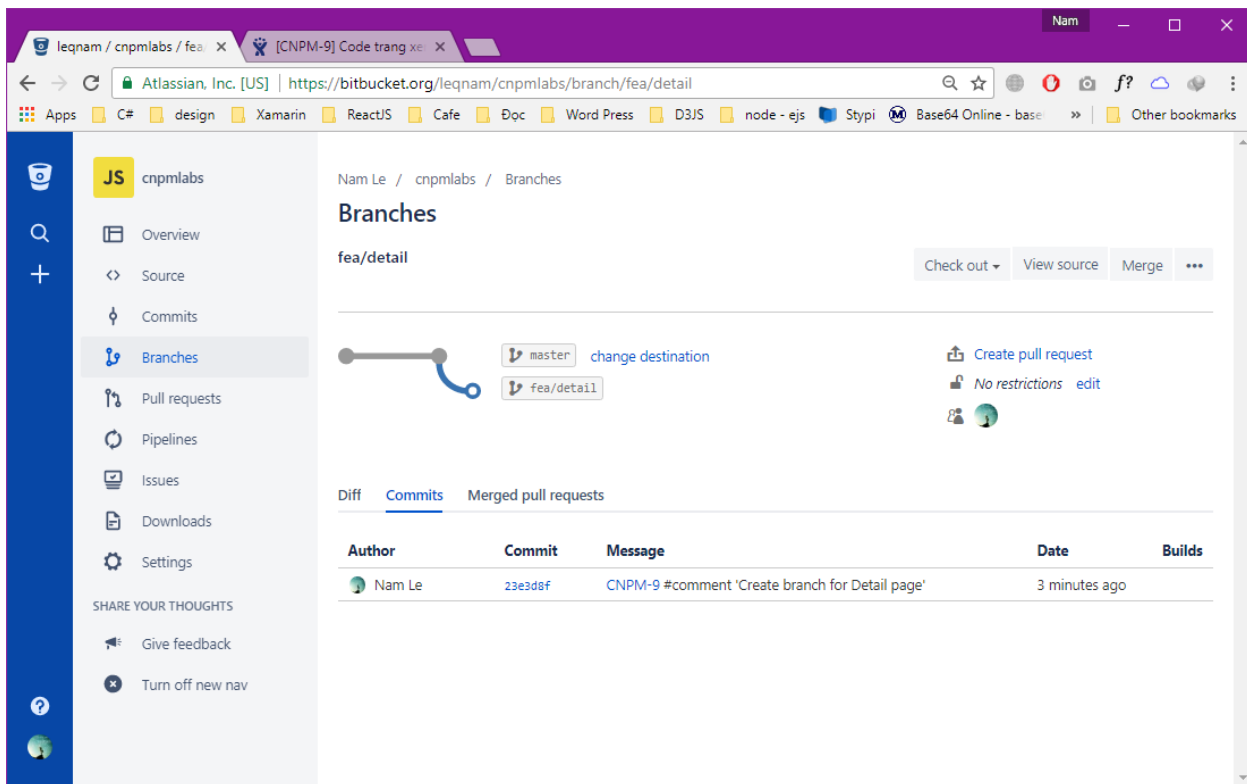 Nam
leqnam / cnpmlabs / fea
[CNPM-9] Code trang xe
Atlassian, Inc. [US] | https://bitbucket.org/leqnam/cnpmlabs/branch/fea/detail
f?
Apps C# design Xamarin ReactJS Cafe Đọc Word Press D3JS node - ejs Stypi M Base64 Online - base » Other bookmarks
JS cnpmlabs
Overview
Source
Commits
Branches
Pull requests
Pipelines
Issues
Downloads
Settings
SHARE YOUR THOUGHTS
Give feedback
Turn off new nav
Nam Le / cnpmlabs / Branches
Branches
fea/detail
Check out View source Merge •••
master change destination
fea/detail
Create pull request
No restrictions edit
Diff Commits Merged pull requests
Author Commit Message Date Builds
Nam Le 23e3d8f CNPM-9 #comment 'Create branch for Detail page' 3 minutes ago